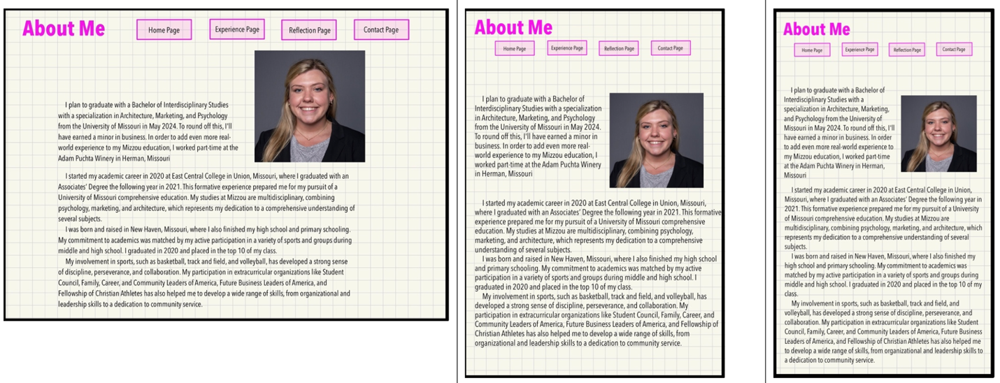 About Me
Home Page
Experience Page
Reflection Page
Contact Page
I plan to graduate with a Bachelor of Interdisciplinary Studies
with a specialization in Architecture, Marketing, and Psychology
from the University of Missouri in May 2024. To round off this, I'll
have earned a minor in business. In order to add even more real-
world experience to my Mizzou education, I worked part-time at the
Adam Puchta Winery in Herman, Missouri
I started my academic career in 2020 at East Central College in Union, Missouri, where I graduated with an
Associates' Degree the following year in 2021. This formative experience prepared me for my pursuit of a
University of Missouri comprehensive education. My studies at Mizzou are multidisciplinary, combining
psychology, marketing, and architecture, which represents my dedication to a comprehensive understanding of
several subjects.
I was born and raised in New Haven, Missouri, where I also finished my high school and primary schooling.
My commitment to academics was matched by my active participation in a variety of sports and groups during
middle and high school. I graduated in 2020 and placed in the top 10 of my class.
My involvement in sports, such as basketball, track and field, and volleyball, has developed a strong sense
of discipline, perseverance, and collaboration. My participation in extracurricular organizations like Student
Council, Family, Career, and Community Leaders of America, Future Business Leaders of America, and
Fellowship of Christian Athletes has also helped me to develop a wide range of skills, from organizational and
leadership skills to a dedication to community service.
About Me
Home Page
Experience Page
Reflection Page
Contact Page
I plan to graduate with a Bachelor of
Interdisciplinary Studies with a specialization
in Architecture, Marketing, and Psychology
from the University of Missouri in May 2024.
To round off this, I'll have earned a minor in
business. In order to add even more real-
world experience to my Mizzou education, I
worked part-time at the Adam Puchta Winery
in Herman, Missouri
I started my academic career in 2020 at East Central College in Union, Missouri,
where I graduated with an Associates' Degree the following year in 2021. This formative
experience prepared me for my pursuit of a University of Missouri comprehensive
education. My studies at Mizzou are multidisciplinary, combining psychology,
marketing, and architecture, which represents my dedication to a comprehensive
understanding of several subjects.
I was born and raised in New Haven, Missouri, where I also finished my high school
and primary schooling. My commitment to academics was matched by my active
participation in a variety of sports and groups during middle and high school. I
graduated in 2020 and placed in the top 10 of my class.
My involvement in sports, such as basketball, track and field, and volleyball, has
developed a strong sense of discipline, perseverance, and collaboration. My
participation in extracurricular organizations like Student Council, Family, Career, and
Community Leaders of America, Future Business Leaders of America, and Fellowship of
Christian Athletes has also helped me to develop a wide range of skills, from
organizational and leadership skills to a dedication to community service.
About Me
Home Page
Experience Page
Reflection Page
Contact Page
I plan to graduate with a Bachelor of
Interdisciplinary Studies with a
specialization in Architecture, Marketing,
and Psychology from the University of
Missouri in May 2024. To round off this, I'll
have earned a minor in business. In order
to add even more real-world experience to
my Mizzou education, I worked part-time
at the Adam Puchta Winery in Herman,
Missouri
I started my academic career in 2020 at East Central College in Union,
Missouri, where I graduated with an Associates' Degree the following year in
2021. This formative experience prepared me for my pursuit of a University
of Missouri comprehensive education. My studies at Mizzou are
multidisciplinary, combining psychology, marketing, and architecture, which
represents my dedication to a comprehensive understanding of several
subjects.
I was born and raised in New Haven, Missouri, where I also finished my
high school and primary schooling. My commitment to academics was
matched by my active participation in a variety of sports and groups during
middle and high school. I graduated in 2020 and placed in the top 10 of my
class.
My involvement in sports, such as basketball, track and field, and
volleyball, has developed a strong sense of discipline, perseverance, and
collaboration. My participation in extracurricular organizations like Student
Council, Family, Career, and Community Leaders of America, Future Business
Leaders of America, and Fellowship of Christian Athletes has also helped me
to develop a wide range of skills, from organizational and leadership skills to
a dedication to community service.